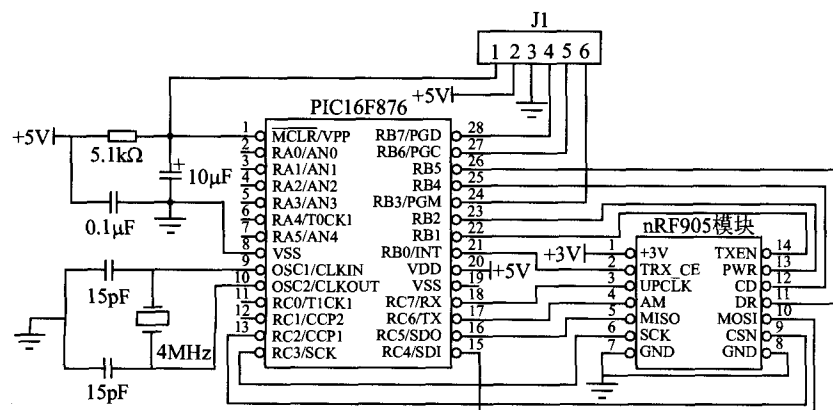 J1
1 2 3 4 5 6
+5V
PIC16F876
+5V
5.1kΩ
+
10μF
0.1μF
1 MCLR/VPP RB7/PGD 28
2 RA0/AN0 RB6/PGC 27
3 RA1/AN1 RB5 26
4 RA2/AN2 RB4 25
5 RA3/AN3 RB3/PGM 24
6 RA4/T0CK1 RB2 23
7 RA5/AN4 RB1 22
8 VSS RB0/INT 21
9 OSC1/CLKIN VDD 20
10 OSC2/CLKOUT VSS 19
11 RC0/T1CK1 RC7/RX 18
12 RC1/CCP2 RC6/TX 17
13 RC2/CCP1 RC5/SDO 16
RC3/SCK RC4/SDI 15
+5V
15pF
4MHz
15pF
nRF905模块
+3V
1 +3V TXEN 14
2 TRX_CE PWR 13
3 UPCLK CD 12
4 AM DR 11
5 MISO MOSI 10
6 SCK CSN 9
7 GND GND 8